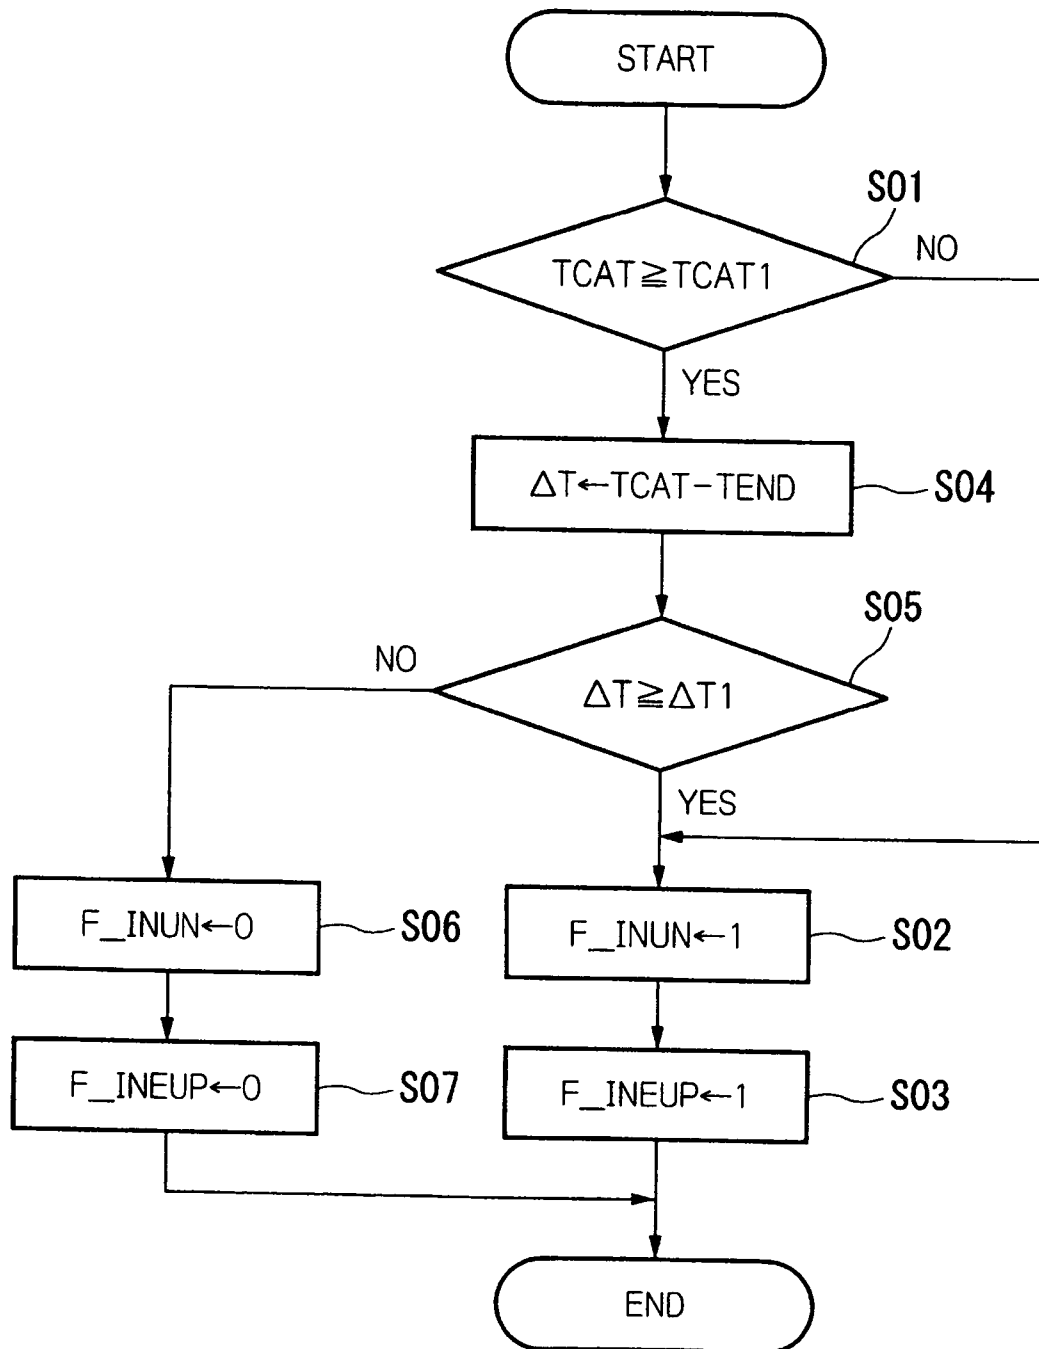 START
S01
TCAT≧TCAT1
NO
YES
ΔT←TCAT-TEND
S04
S05
NO
ΔT≧ΔT1
YES
F_INUN←0
S06
F_INUN←1
S02
F_INEUP←0
S07
F_INEUP←1
S03
END